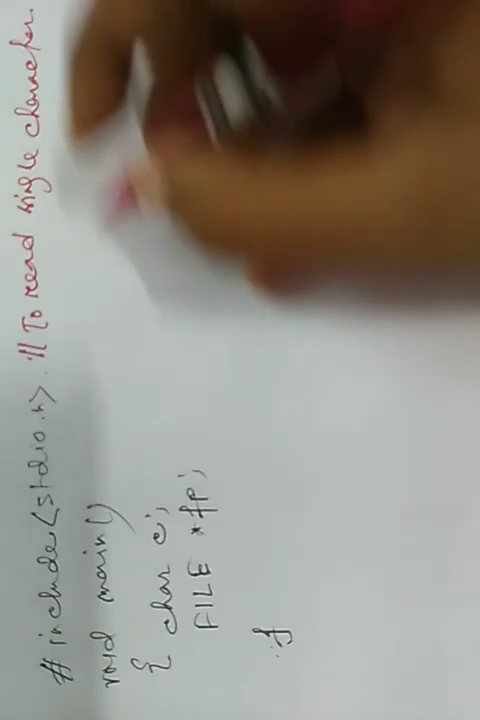 #include<stdio.h>. // To read single character.
void main()
{ char c;
FILE *fp;